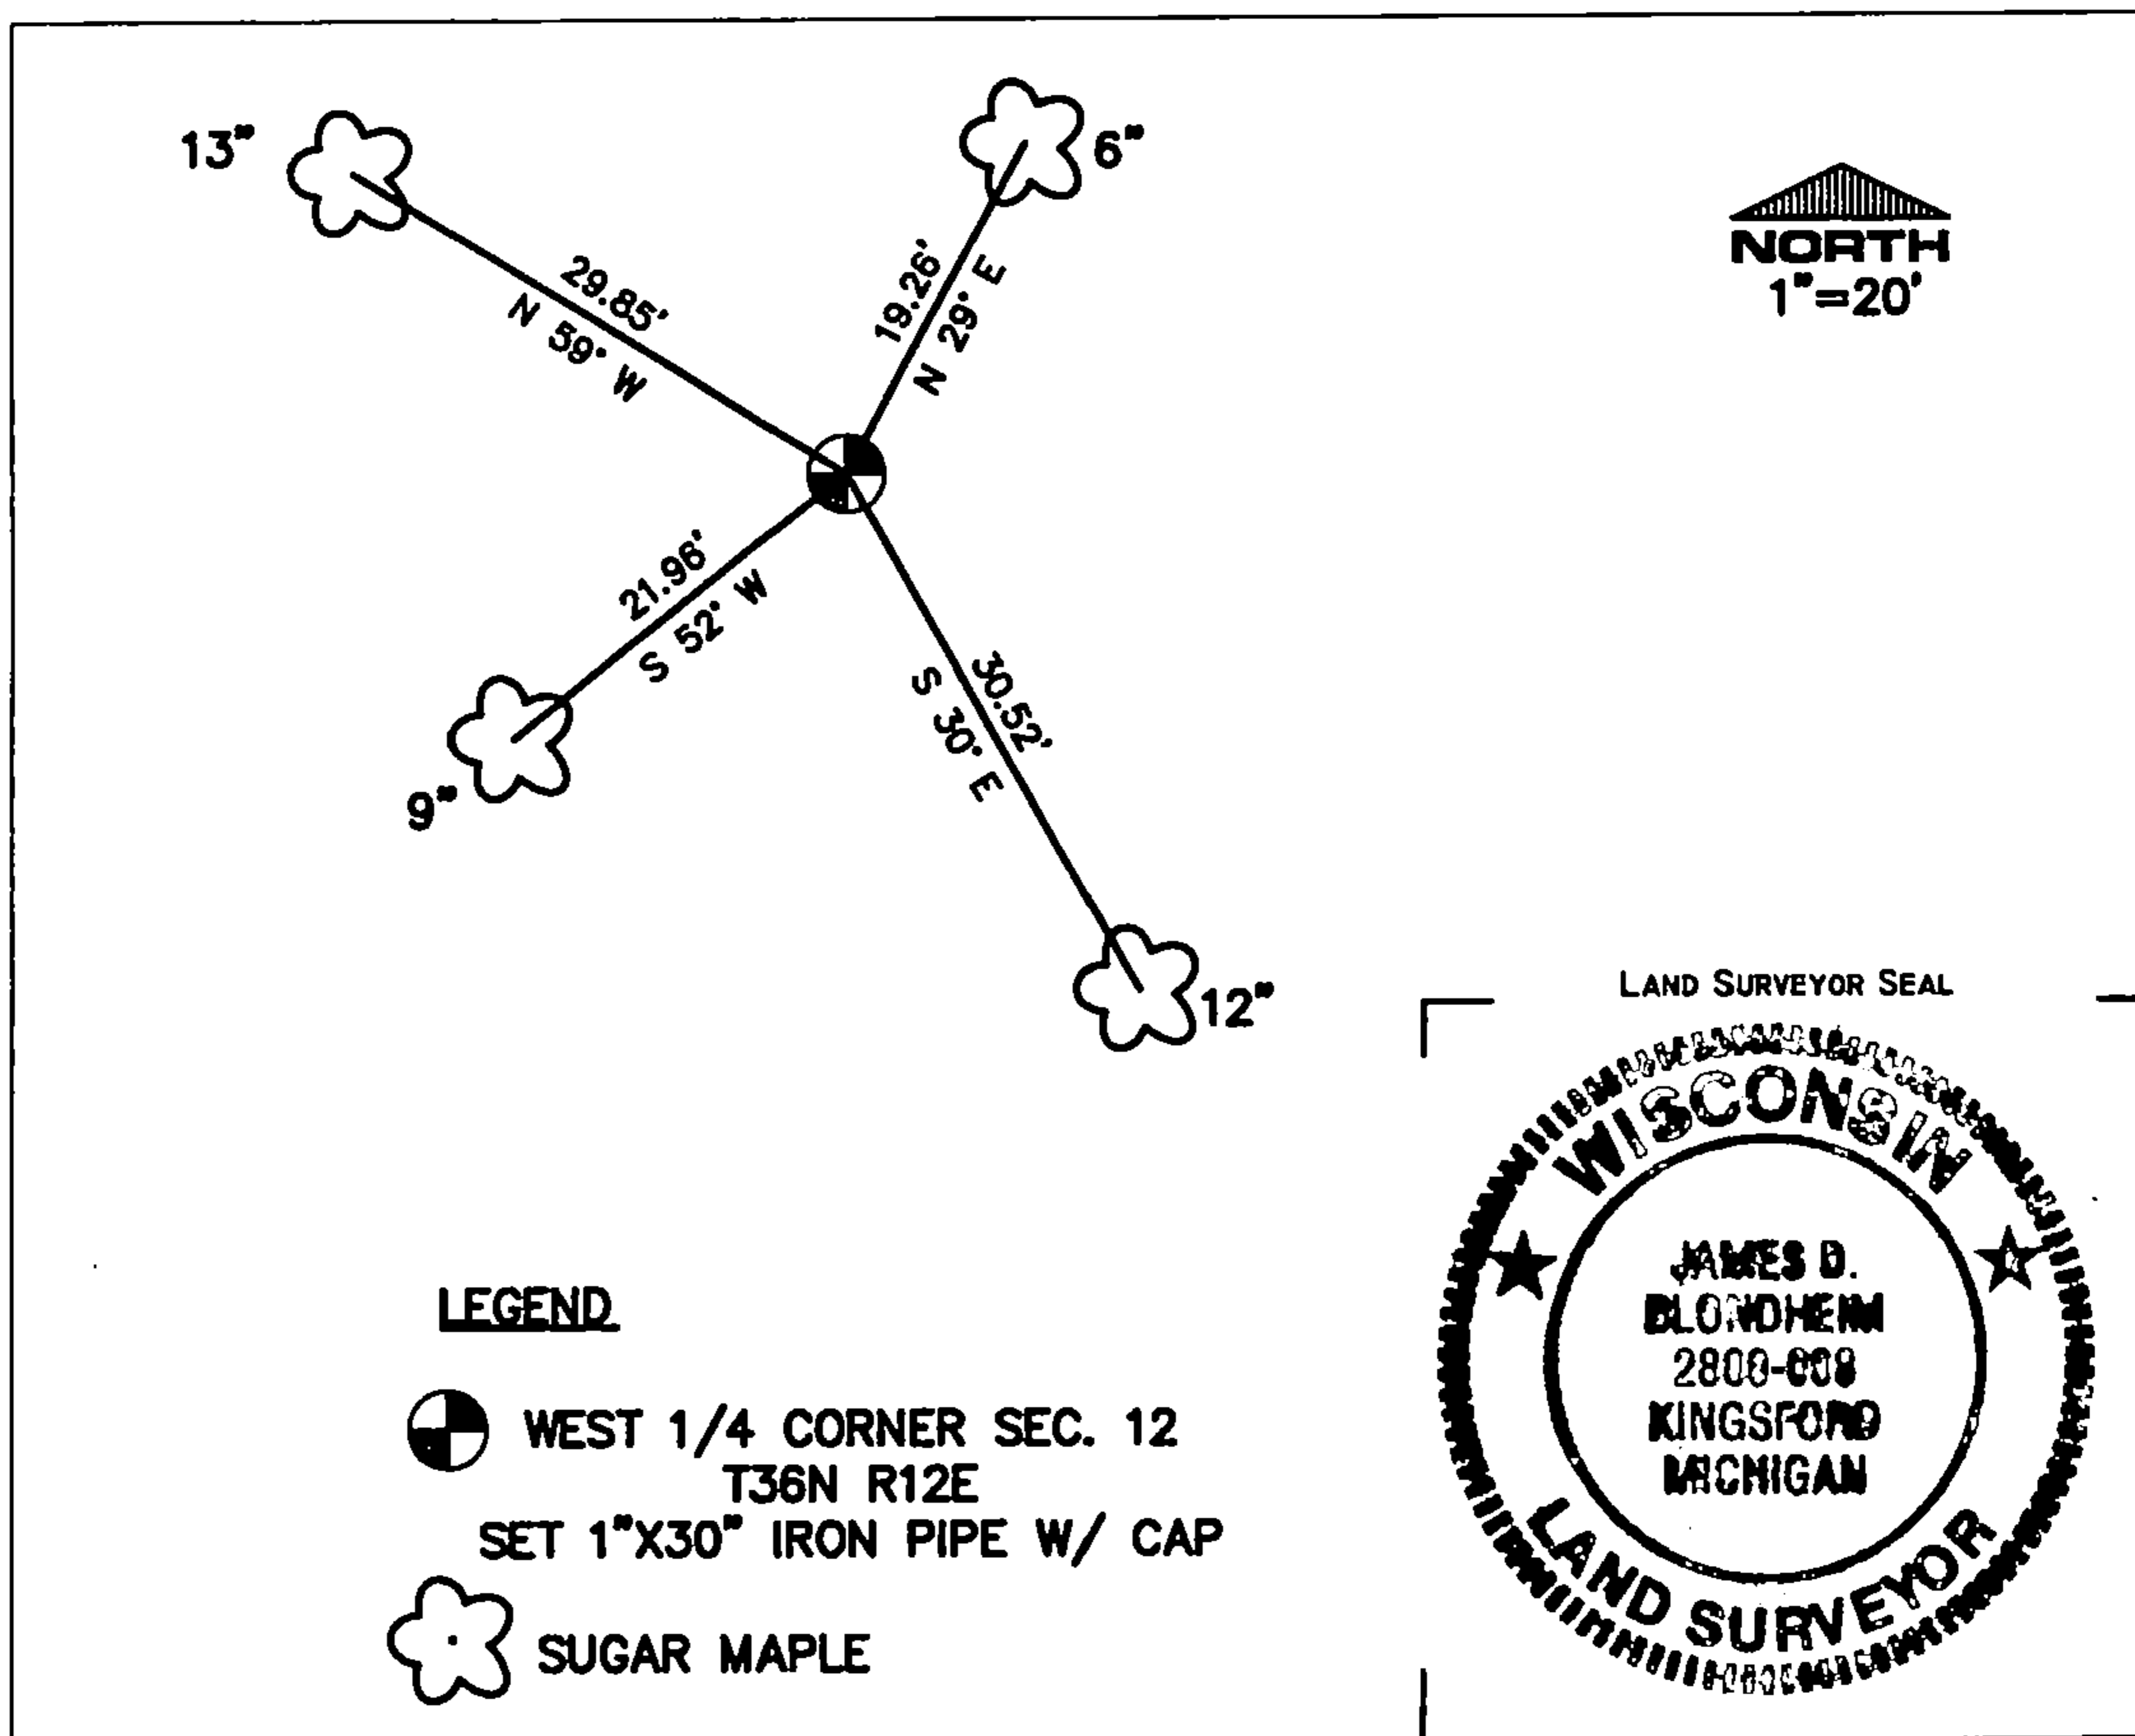 13"
6"
NORTH
1"=20'
29.85'
N 59° W
19.26'
N 29° E
21.96'
S 52° W
30.52'
S 30° E
9"
12"
LAND SURVEYOR SEAL
WISCONSIN
JAMES D.
BLONDHEIM
KINGSFORD
MICHIGAN
LAND SURVEYOR
LEGEND
WEST 1/4 CORNER SEC. 12
T36N R12E
SET 1"X30" IRON PIPE W/ CAP
SUGAR MAPLE